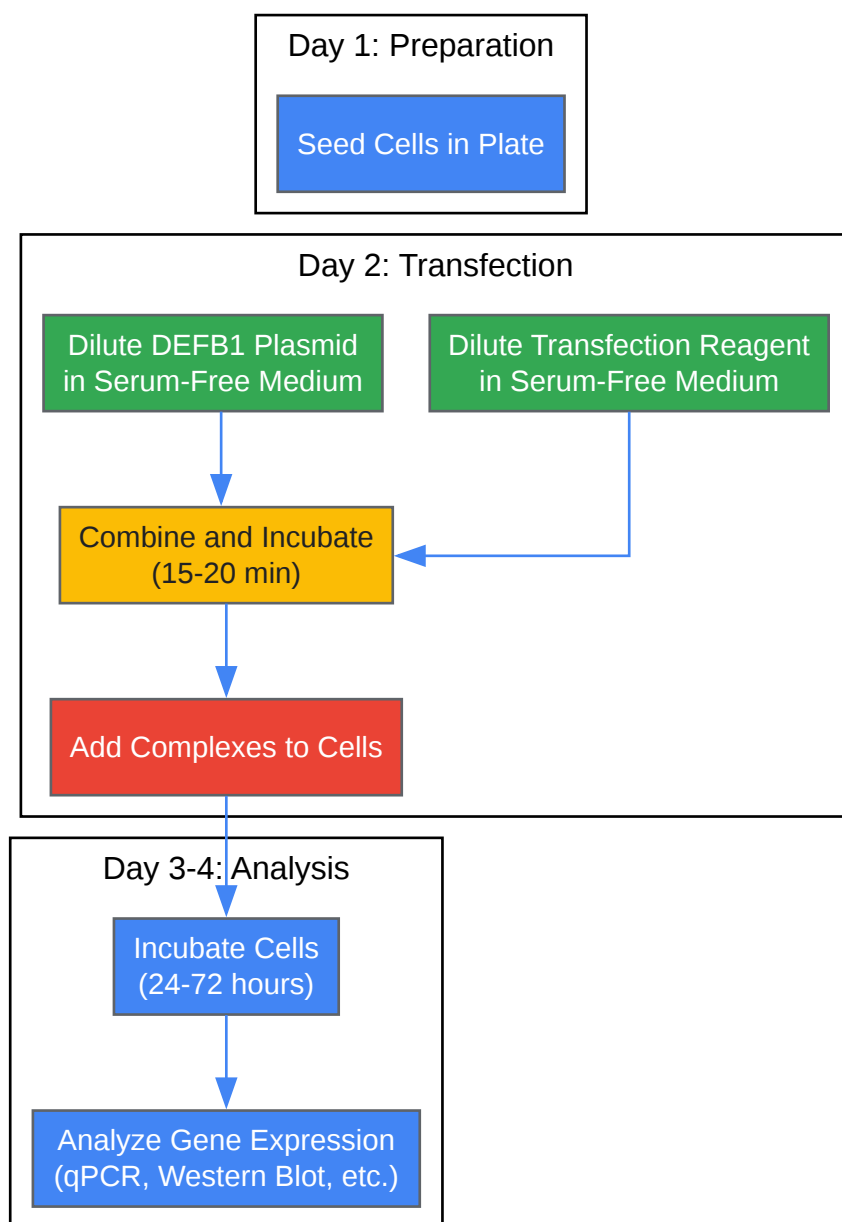 Day 1: Preparation
Seed Cells in Plate
Day 2: Transfection
Dilute DEFB1 Plasmid
in Serum-Free Medium
Dilute Transfection Reagent
in Serum-Free Medium
Combine and Incubate
(15-20 min)
Add Complexes to Cells
Day 3-4: Analysis
Incubate Cells
(24-72 hours)
Analyze Gene Expression
(qPCR, Western Blot, etc.)